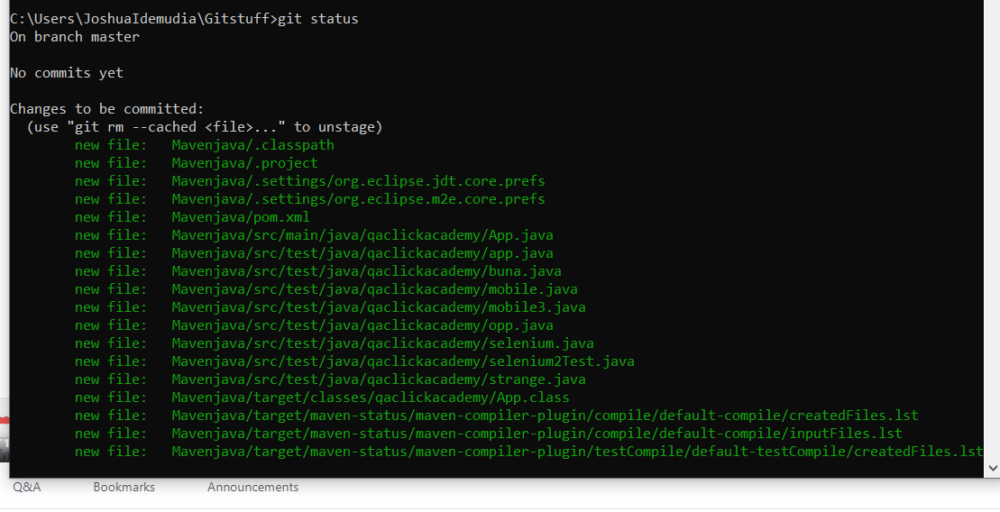 C:\Users\JoshuaIdemudia\Gitstuff>git status
On branch master
No commits yet
Changes to be committed:
  (use "git rm --cached <file>..." to unstage)
        new file:   Mavenjava/.classpath
        new file:   Mavenjava/.project
        new file:   Mavenjava/.settings/org.eclipse.jdt.core.prefs
        new file:   Mavenjava/.settings/org.eclipse.m2e.core.prefs
        new file:   Mavenjava/pom.xml
        new file:   Mavenjava/src/main/java/qaclickacademy/App.java
        new file:   Mavenjava/src/test/java/qaclickacademy/app.java
        new file:   Mavenjava/src/test/java/qaclickacademy/buna.java
        new file:   Mavenjava/src/test/java/qaclickacademy/mobile.java
        new file:   Mavenjava/src/test/java/qaclickacademy/mobile3.java
        new file:   Mavenjava/src/test/java/qaclickacademy/opp.java
        new file:   Mavenjava/src/test/java/qaclickacademy/selenium.java
        new file:   Mavenjava/src/test/java/qaclickacademy/selenium2Test.java
        new file:   Mavenjava/src/test/java/qaclickacademy/strange.java
        new file:   Mavenjava/target/classes/qaclickacademy/App.class
        new file:   Mavenjava/target/maven-status/maven-compiler-plugin/compile/default-compile/createdFiles.lst
        new file:   Mavenjava/target/maven-status/maven-compiler-plugin/compile/default-compile/inputFiles.lst
        new file:   Mavenjava/target/maven-status/maven-compiler-plugin/testCompile/default-testCompile/createdFiles.lst
Q&A Bookmarks Announcements